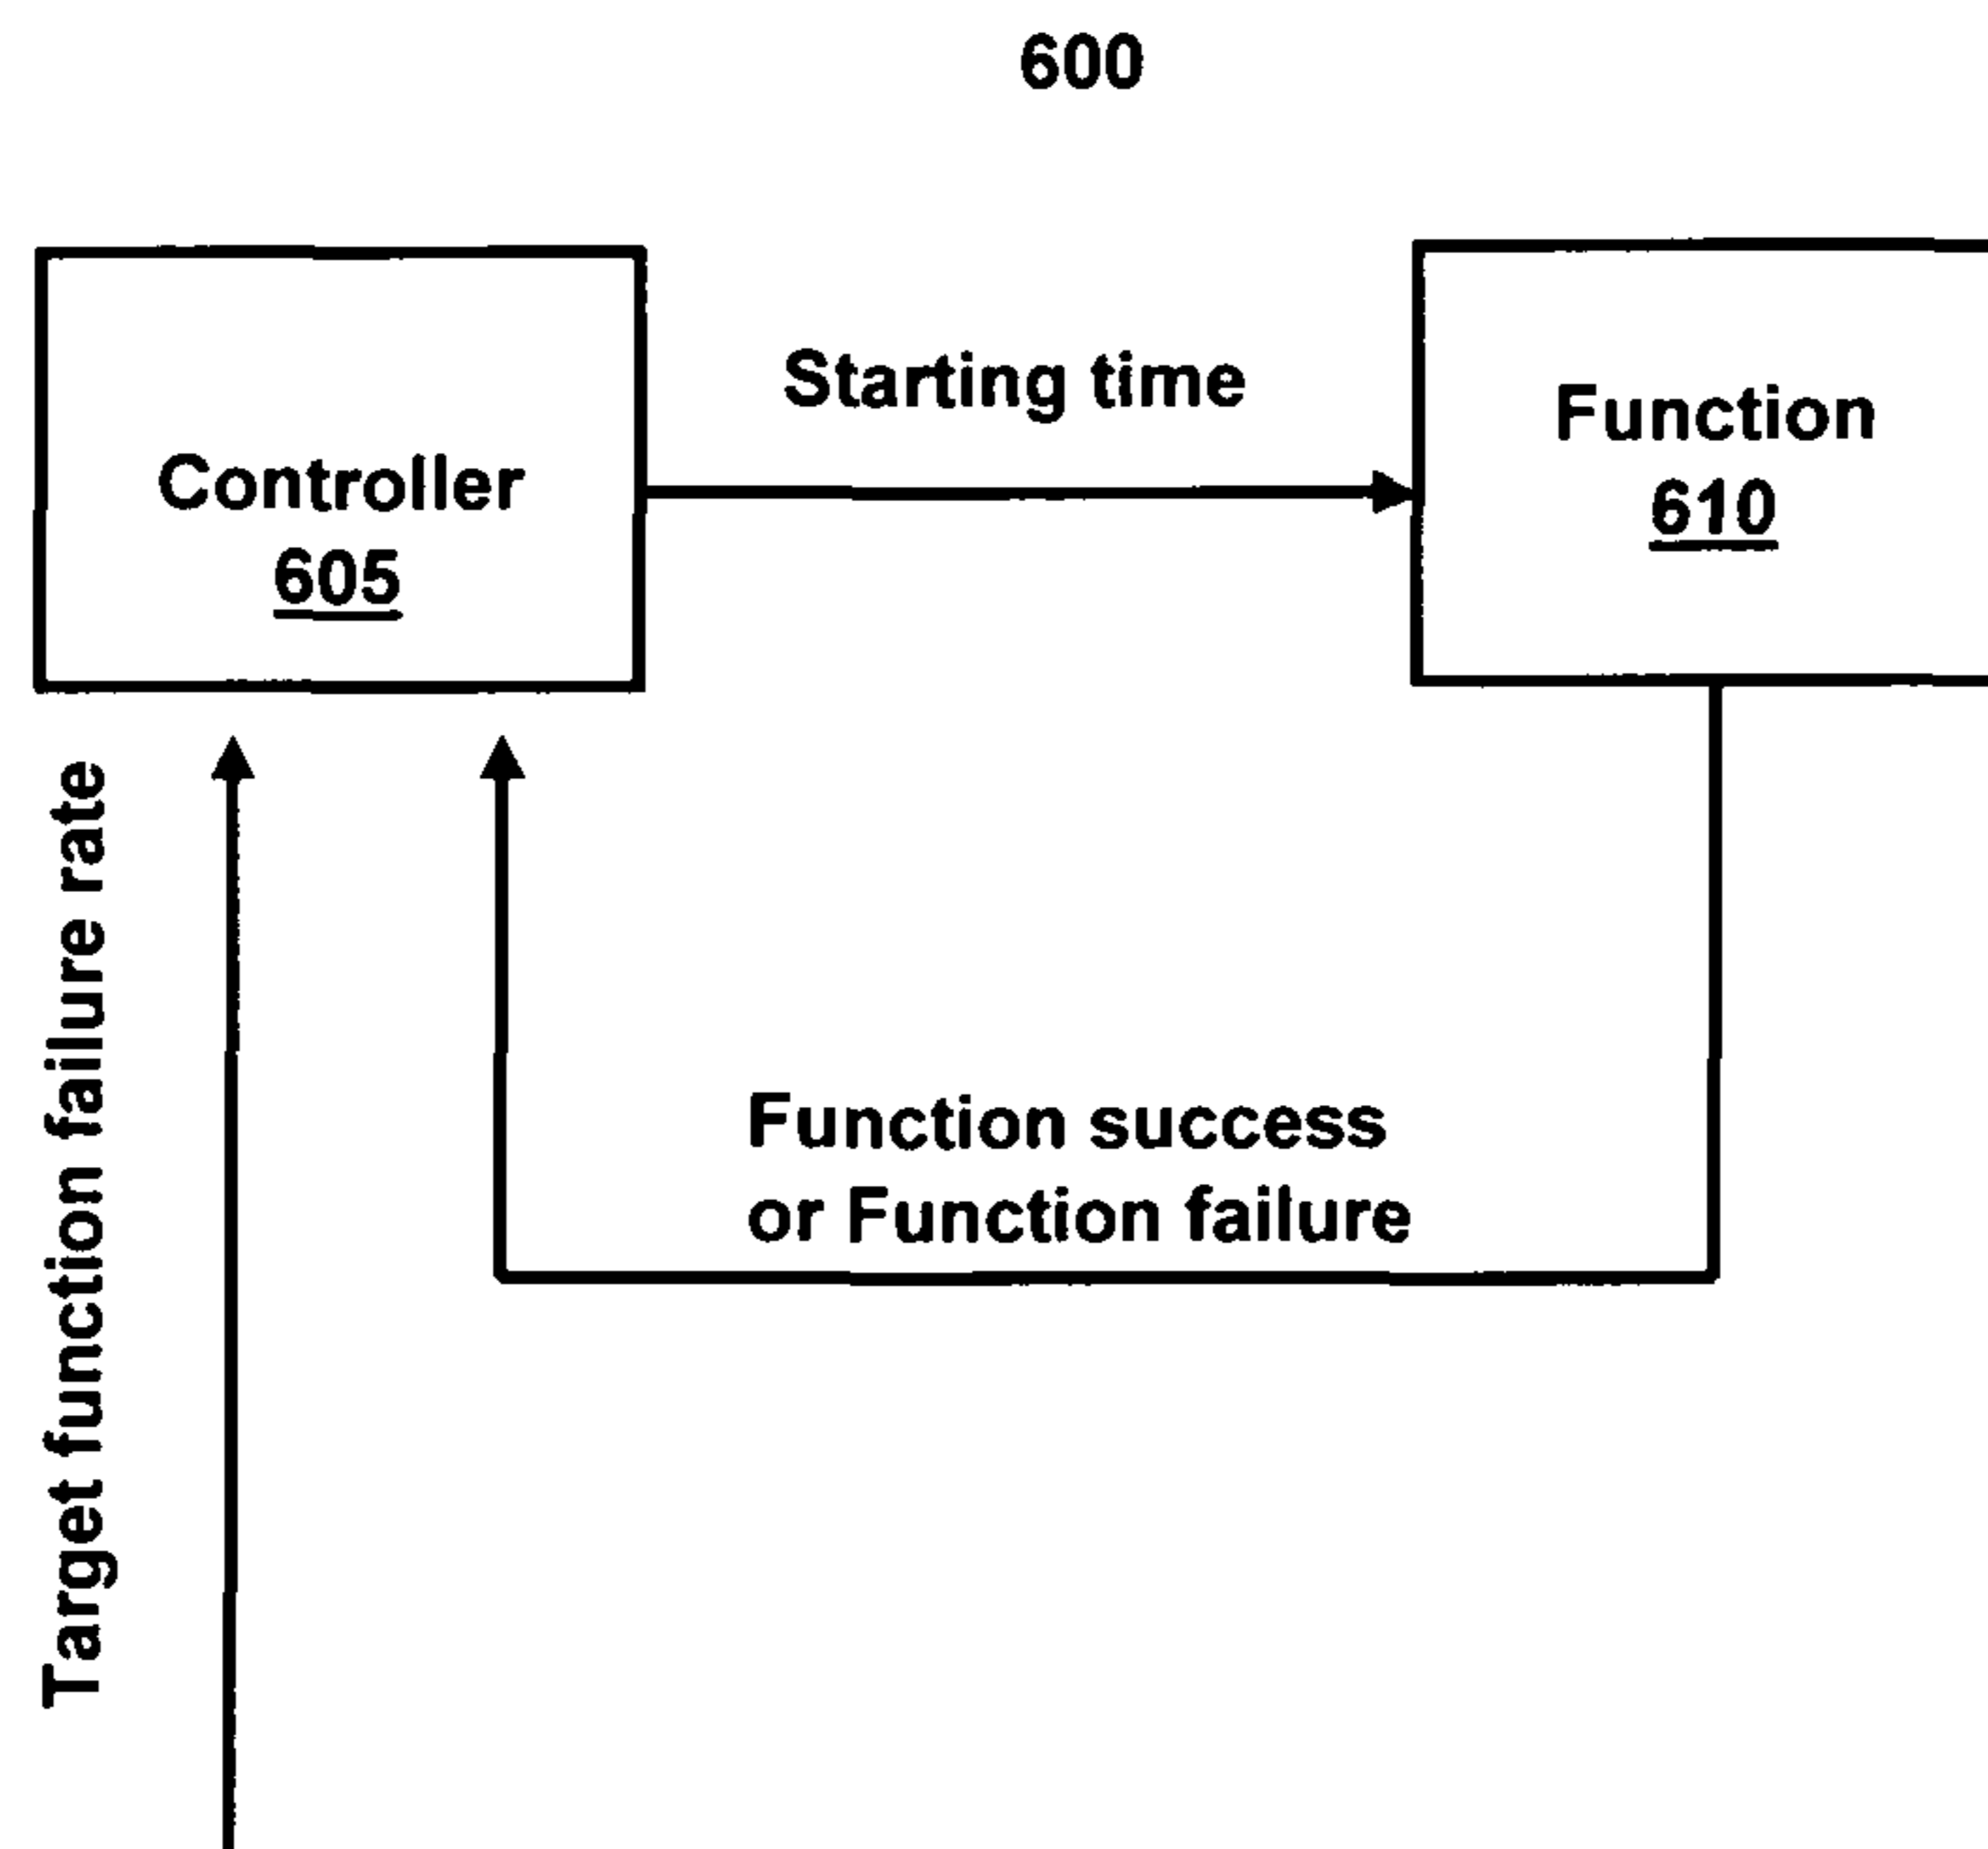 600
Controller
605
Starting time
Function
610
Target function failure rate
Function success
or Function failure